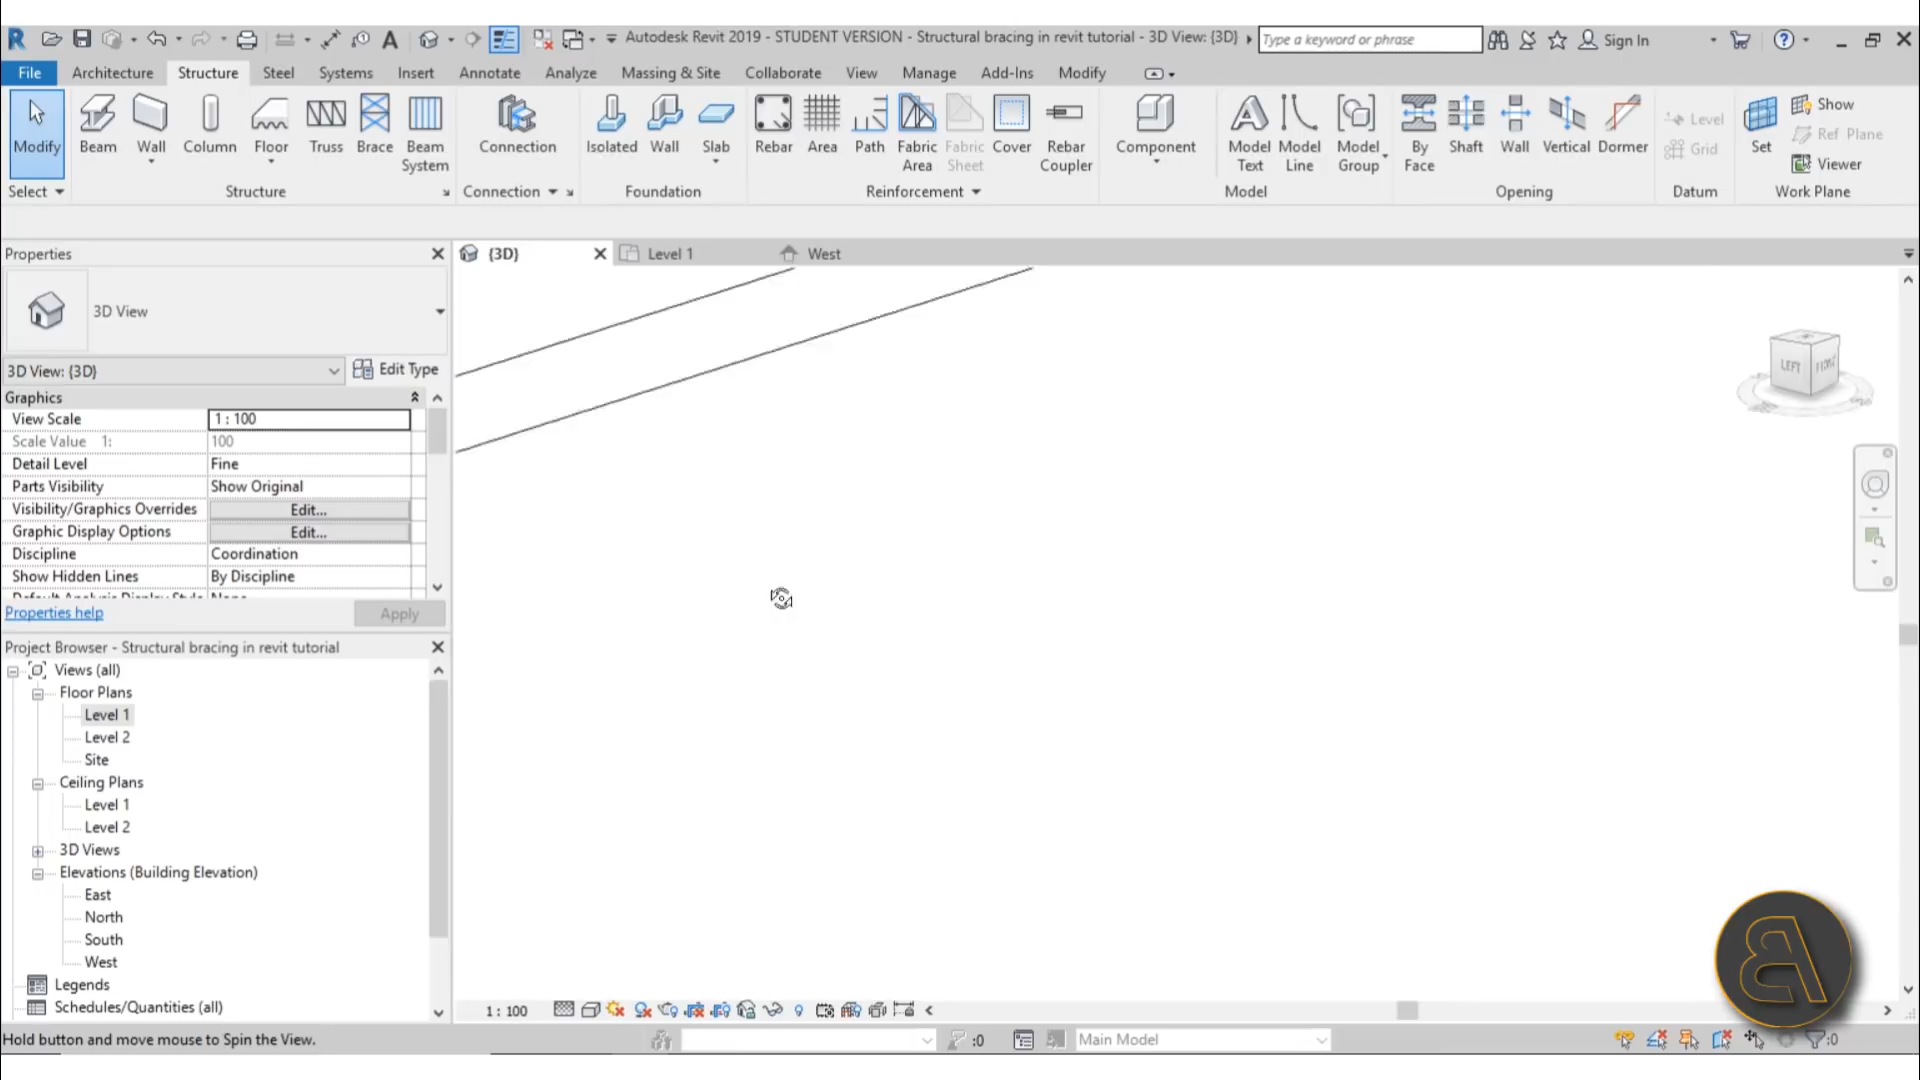 Autodesk Revit 2019 - STUDENT VERSION - Structural bracing in revit tutorial - 3D View: {3D}
Type a keyword or phrase
Sign In
File Architecture Structure Steel Systems Insert Annotate Analyze Massing & Site Collaborate View Manage Add-Ins Modify
Modify
Beam
Wall
Column
Floor
Truss
Brace
Beam
System
Connection
Isolated
Wall
Slab
Rebar
Area
Path
Fabric
Area
Fabric
Sheet
Cover
Rebar
Coupler
Component
Model
Text
Model
Line
Model
Group
By
Face
Shaft
Wall
Vertical
Dormer
Level
Grid
Set
Show
Ref Plane
Viewer
Select Structure Connection Foundation Reinforcement Model Opening Datum Work Plane
Properties
3D View
3D View: {3D}
Edit Type
Graphics
View Scale 1 : 100
Scale Value 1: 100
Detail Level Fine
Parts Visibility Show Original
Visibility/Graphics Overrides Edit...
Graphic Display Options Edit...
Discipline Coordination
Show Hidden Lines By Discipline
Default Analysis Display Style None
Properties help
Apply
Project Browser - Structural bracing in revit tutorial
Views (all)
Floor Plans
Level 1
Level 2
Site
Ceiling Plans
Level 1
Level 2
3D Views
Elevations (Building Elevation)
East
North
South
West
Legends
Schedules/Quantities (all)
{3D}
Level 1
West
LEFT FRONT
1 : 100
Hold button and move mouse to Spin the View.
:0
Main Model
:0